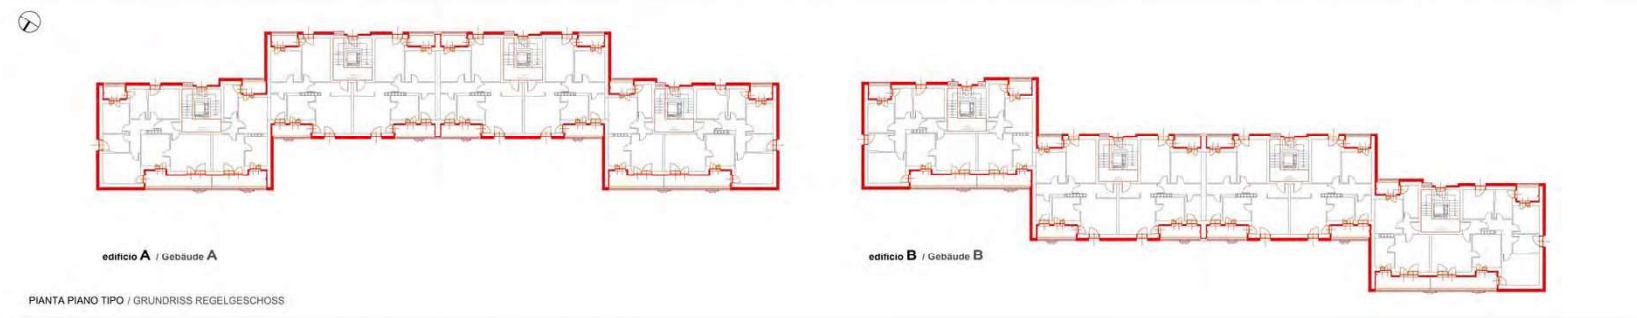 edificio A / Gebäude A
edificio B / Gebäude B
PIANTA PIANO TIPO / GRUNDRISS REGELGESCHOSS